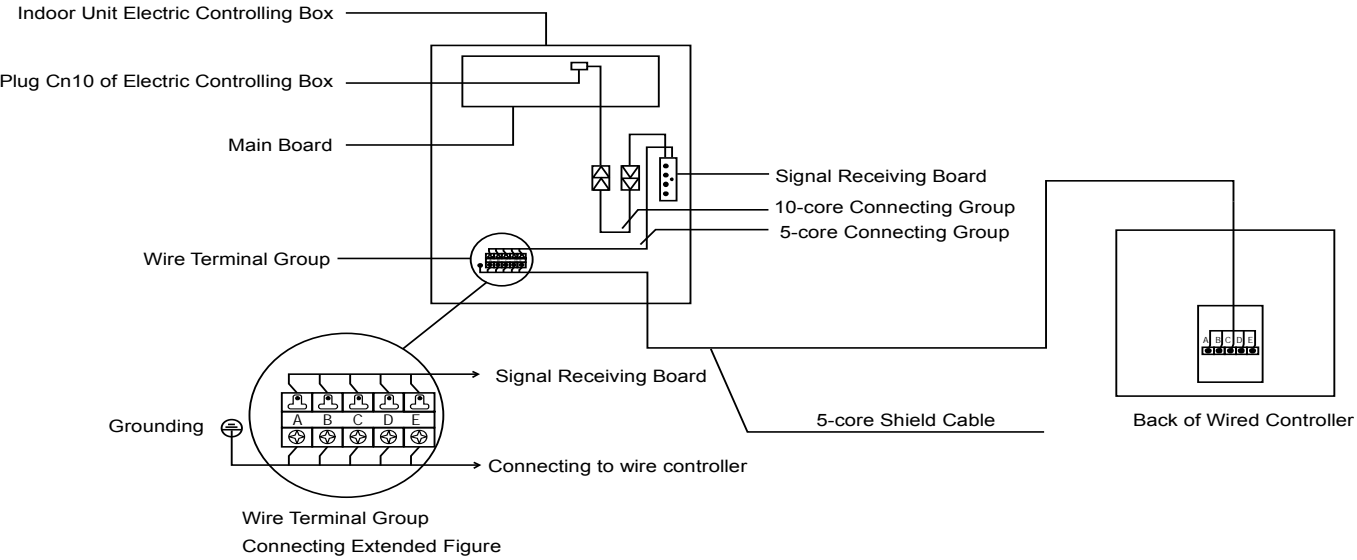 Indoor Unit Electric Controlling Box
Plug Cn10 of Electric Controlling Box
Main Board
Signal Receiving Board
10-core Connecting Group
5-core Connecting Group
Wire Terminal Group
A B C D E
Signal Receiving Board
A B C D E
Grounding
5-core Shield Cable
Back of Wired Controller
Connecting to wire controller
Wire Terminal Group
Connecting Extended Figure